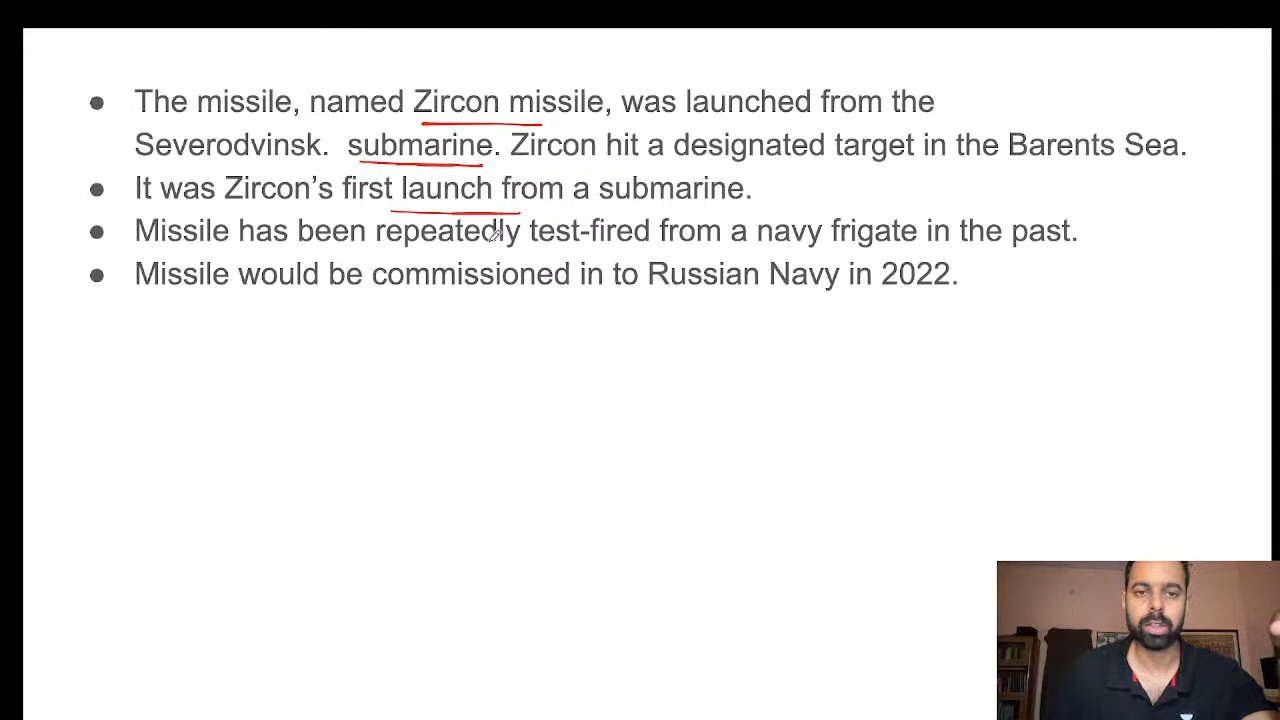 ● The missile, named Zircon missile, was launched from the
Severodvinsk. submarine. Zircon hit a designated target in the Barents Sea.
● It was Zircon’s first launch from a submarine.
● Missile has been repeatedly test-fired from a navy frigate in the past.
● Missile would be commissioned in to Russian Navy in 2022.